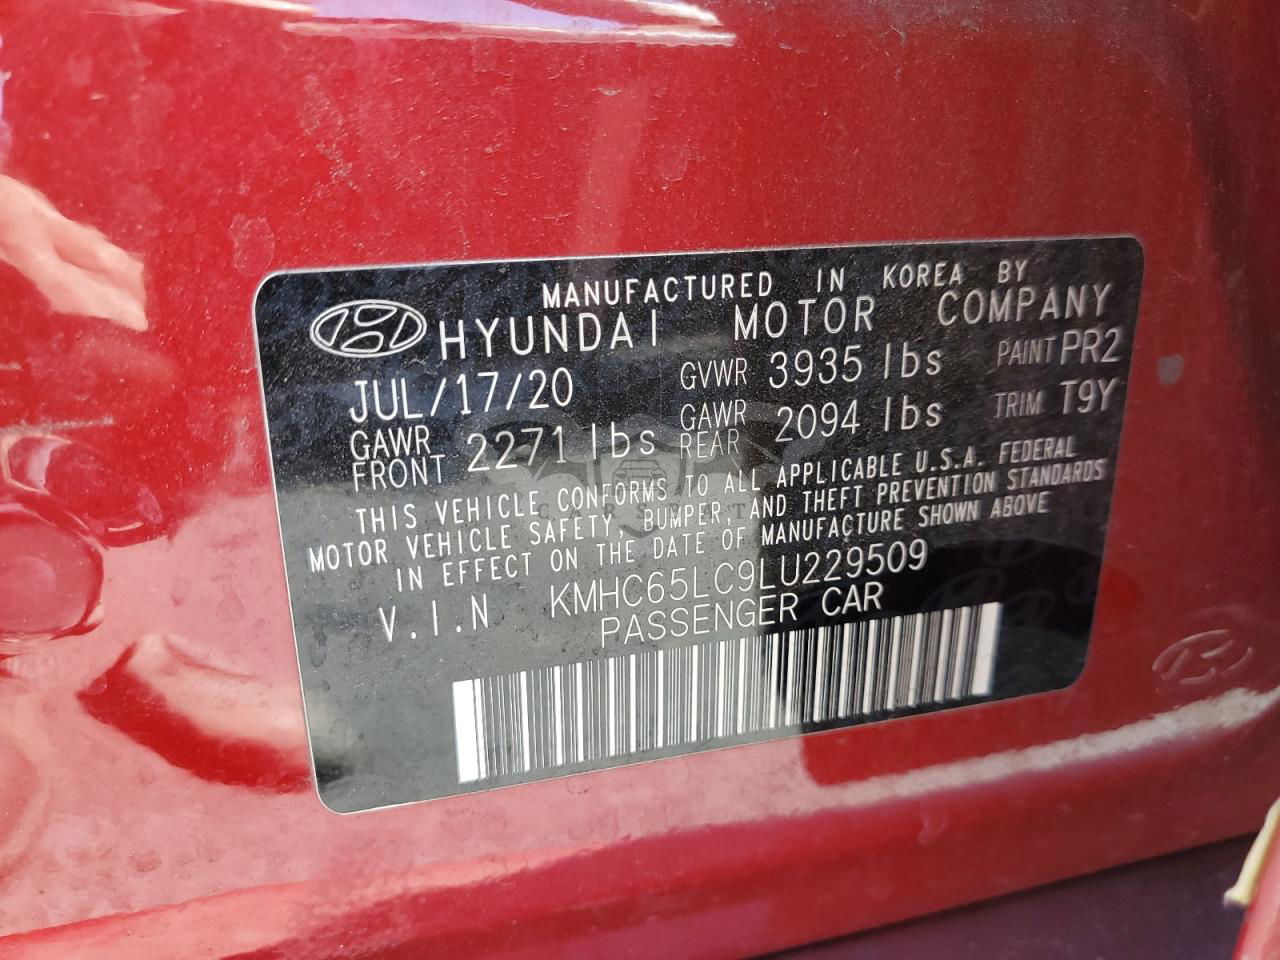 MANUFACTURED IN KOREA BY
HYUNDAI MOTOR COMPANY
JUL/17/20 GVWR 3935 lbs PAINT PR2
GAWR FRONT 2271 lbs GAWR REAR 2094 lbs TRIM T9Y
THIS VEHICLE CONFORMS TO ALL APPLICABLE U.S.A. FEDERAL
MOTOR VEHICLE SAFETY, BUMPER, AND THEFT PREVENTION STANDARDS
IN EFFECT ON THE DATE OF MANUFACTURE SHOWN ABOVE
V.I.N KMHC65LC9LU229509
PASSENGER CAR